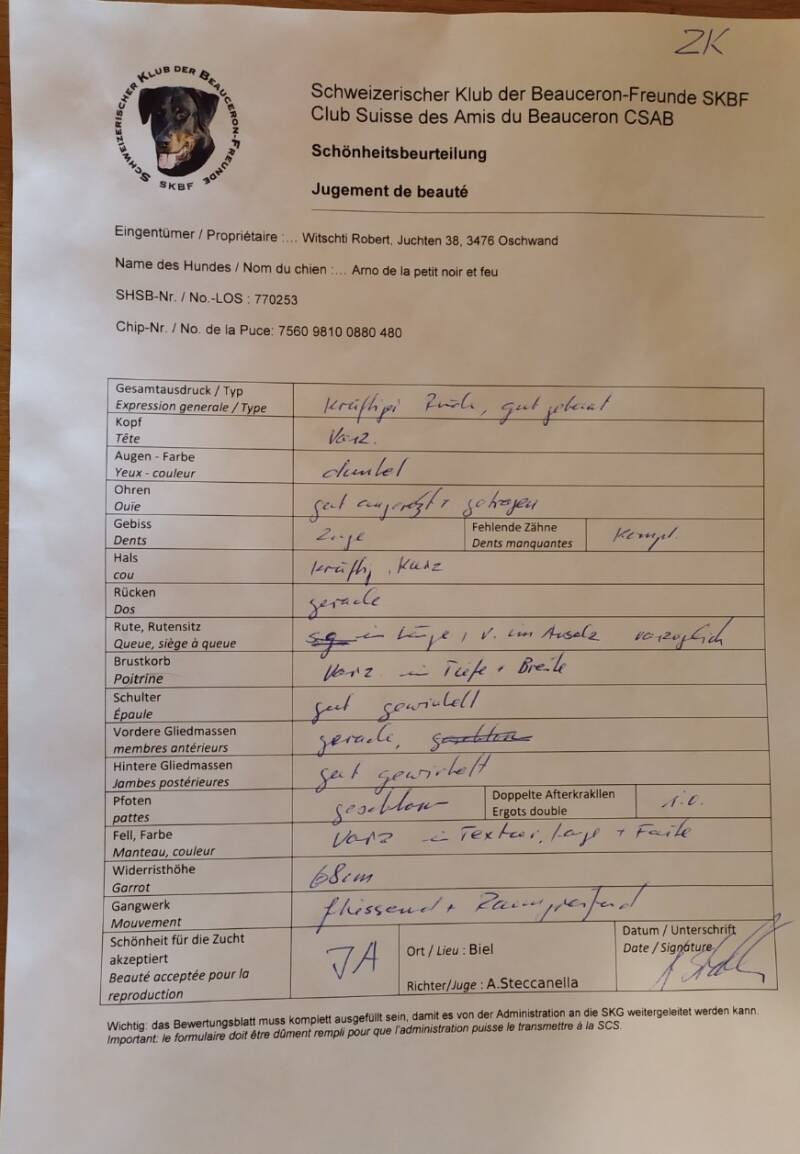 ZK
SCHWEIZERISCHER KLUB DER BEAUCERON-FREUNDE
SKBF
Schweizerischer Klub der Beauceron-Freunde SKBF
Club Suisse des Amis du Beauceron CSAB
Schönheitsbeurteilung
Jugement de beauté
Eingentümer / Propriétaire :... Witschti Robert, Juchten 38, 3476 Oschwand
Name des Hundes / Nom du chien :... Arno de la petit noir et feu
SHSB-Nr. / No.-LOS : 770253
Chip-Nr. / No. de la Puce: 7560 9810 0880 480
Gesamtausdruck / Typ
Expression generale / Type
kräftiger Rüde, gut gebaut
Kopf
Tête
Vorz.
Augen - Farbe
Yeux - couleur
dunkel
Ohren
Ouïe
gut angesetzt + getragen
Gebiss
Dents
Zange
Fehlende Zähne
Dents manquantes
kompl.
Hals
cou
kräftig, kurz
Rücken
Dos
gerade
Rute, Rutensitz
Queue, siège à queue
sg in Länge, v. im Ansatz vorzüglich
Brustkorb
Poitrine
Vorz in Tiefe + Breite
Schulter
Épaule
gut gewinkelt
Vordere Gliedmassen
membres antérieurs
gerade, geschlossen
Hintere Gliedmassen
Jambes postérieures
gut gewinkelt
Pfoten
pattes
geschlossen
Doppelte Afterkrakllen
Ergots double
i.o.
Fell, Farbe
Manteau, couleur
Vorz in Textur, Lage + Farbe
Widerristhöhe
Garrot
68cm
Gangwerk
Mouvement
fliessend + Raumgreifend
Schönheit für die Zucht
akzeptiert
Beauté acceptée pour la
reproduction
JA
Ort / Lieu : Biel
Richter/Juge : A.Steccanella
Datum / Unterschrift
Date / Signature
Wichtig: das Bewertungsblatt muss komplett ausgefüllt sein, damit es von der Administration an die SKG weitergeleitet werden kann.
Important: le formulaire doit être dûment rempli pour que l'administration puisse le transmettre à la SCS.